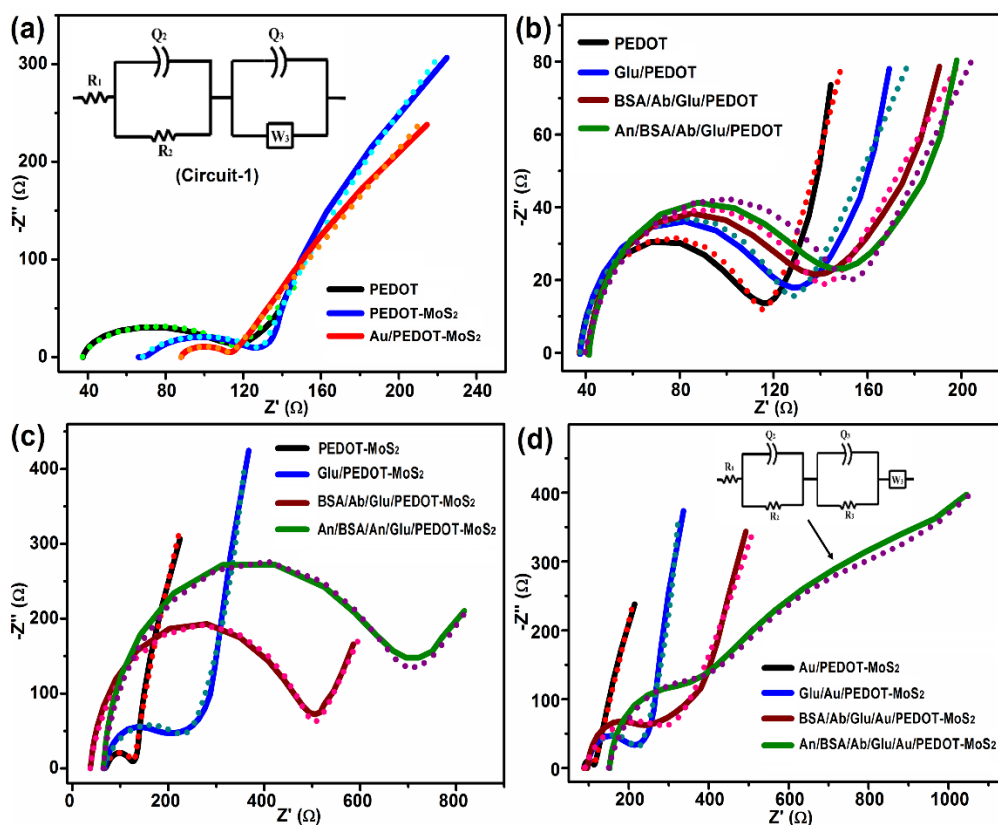 (a)
Q₂
Q₃
R₁
R₂
W₃
(Circuit-1)
PEDOT
PEDOT-MoS₂
Au/PEDOT-MoS₂
-Z'' (Ω)
300
200
100
0
40
80
120
160
200
240
Z' (Ω)
(b)
PEDOT
Glu/PEDOT
BSA/Ab/Glu/PEDOT
An/BSA/Ab/Glu/PEDOT
-Z'' (Ω)
80
60
40
20
0
40
80
120
160
200
Z' (Ω)
(c)
PEDOT-MoS₂
Glu/PEDOT-MoS₂
BSA/Ab/Glu/PEDOT-MoS₂
An/BSA/An/Glu/PEDOT-MoS₂
-Z'' (Ω)
400
300
200
100
0
0
200
400
600
800
Z' (Ω)
(d)
Q₂
Q₃
R₁
R₂
R₃
Au/PEDOT-MoS₂
Glu/Au/PEDOT-MoS₂
BSA/Ab/Glu/Au/PEDOT-MoS₂
An/BSA/Ab/Glu/Au/PEDOT-MoS₂
-Z'' (Ω)
400
300
200
100
0
200
400
600
800
1000
Z' (Ω)